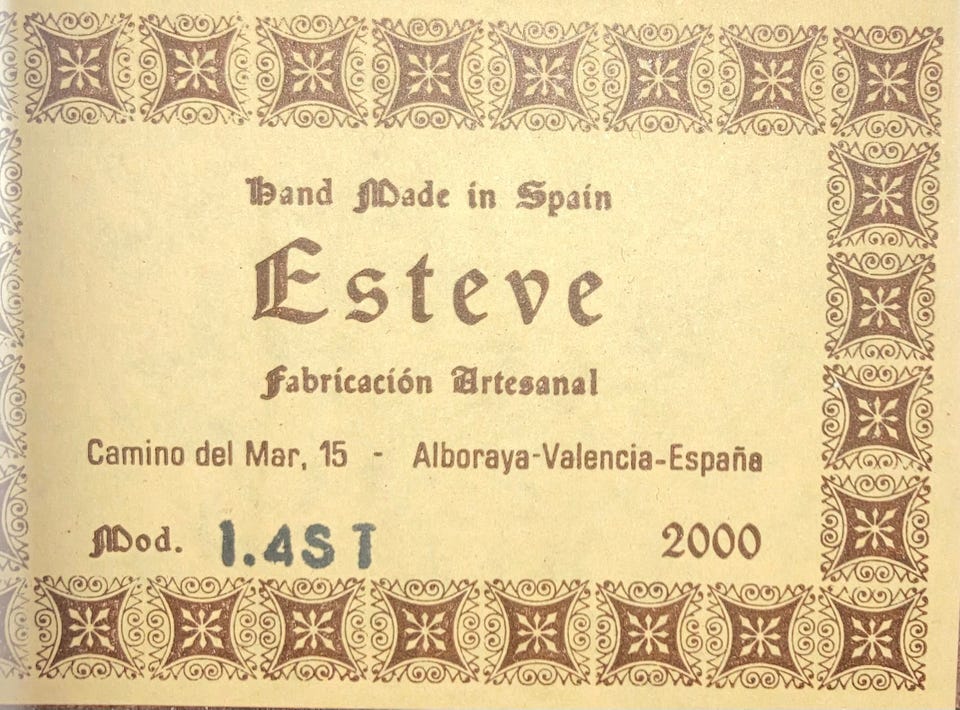 Hand Made in Spain
Esteve
Fabricación Artesanal
Camino del Mar, 15 - Alboraya-Valencia-España
Mod. 1.4ST 2000